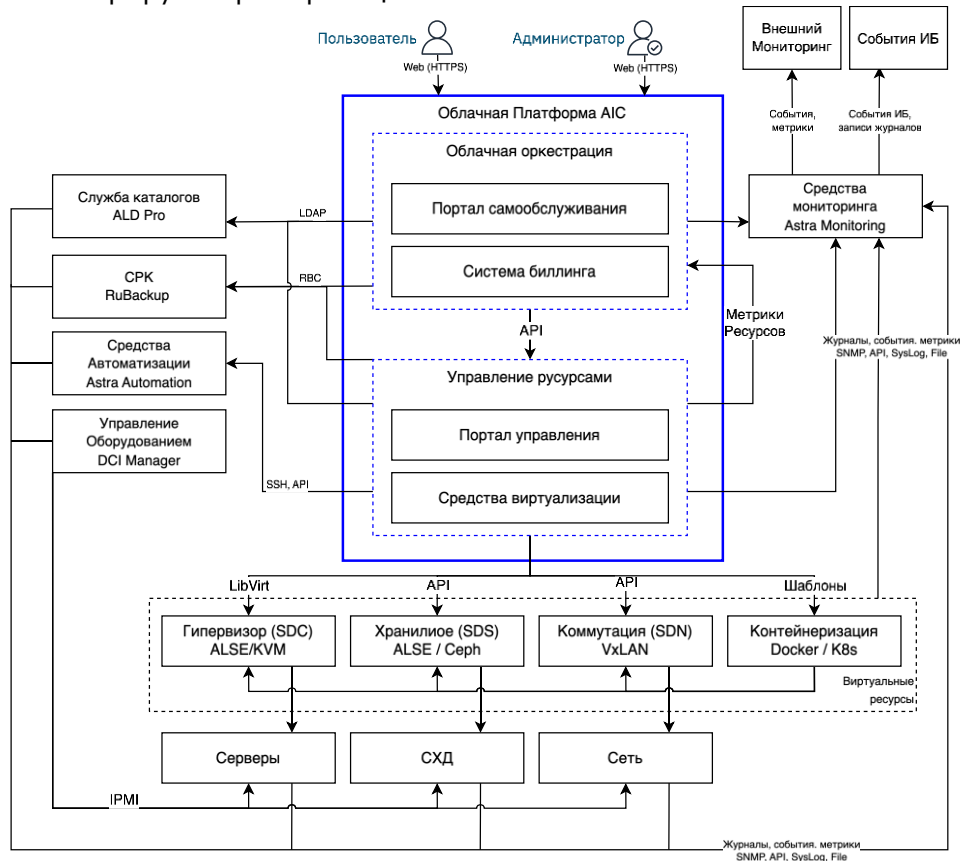 Внешний
Мониторинг
События ИБ
Пользователь
Администратор
Web (HTTPS)
Web (HTTPS)
Облачная Платформа AIC
События,
метрики
События ИБ,
записи журналов
Облачная оркестрация
Служба каталогов
ALD Pro
LDAP
Портал самообслуживания
Средства
мониторинга
Astra Monitoring
СРК
RuBackup
RBC
Система биллинга
API
Метрики
Ресурсов
Средства
Автоматизации
Astra Automation
Журналы, события. метрики
SNMP, API, SysLog, File
Управление русурсами
Управление
Оборудованием
DCI Manager
Портал управления
SSH, API
Средства виртуализации
LibVirt
API
API
Шаблоны
Гипервизор (SDC)
ALSE/KVM
Хранилиое (SDS)
ALSE / Ceph
Коммутация (SDN)
VxLAN
Контейнеризация
Docker / K8s
Виртуальные
ресурсы
Серверы
СХД
Сеть
IPMI
Журналы, события. метрики
SNMP, API, SysLog, File